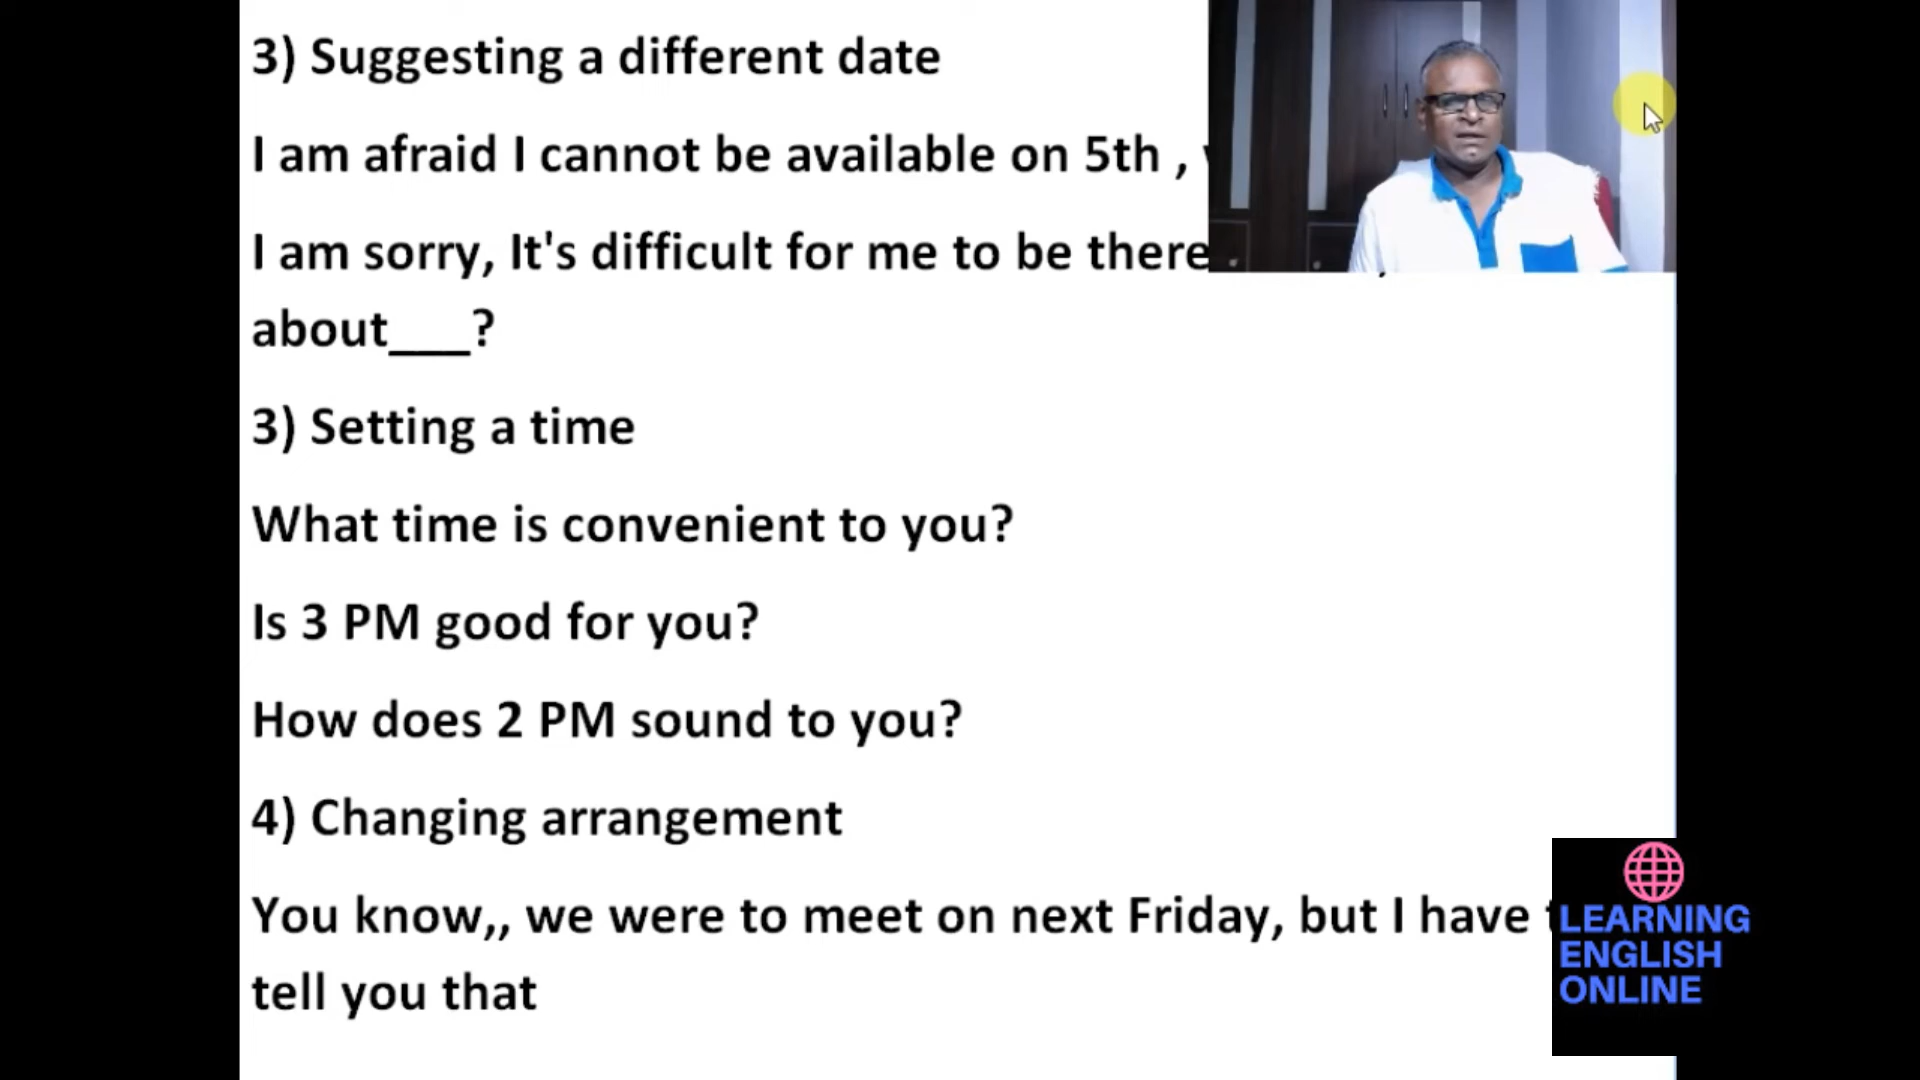 3) Suggesting a different date
I am afraid I cannot be available on 5th ,
I am sorry, It's difficult for me to be there
about___?
3) Setting a time
What time is convenient to you?
Is 3 PM good for you?
How does 2 PM sound to you?
4) Changing arrangement
You know,, we were to meet on next Friday, but I have
tell you that
LEARNING
ENGLISH
ONLINE